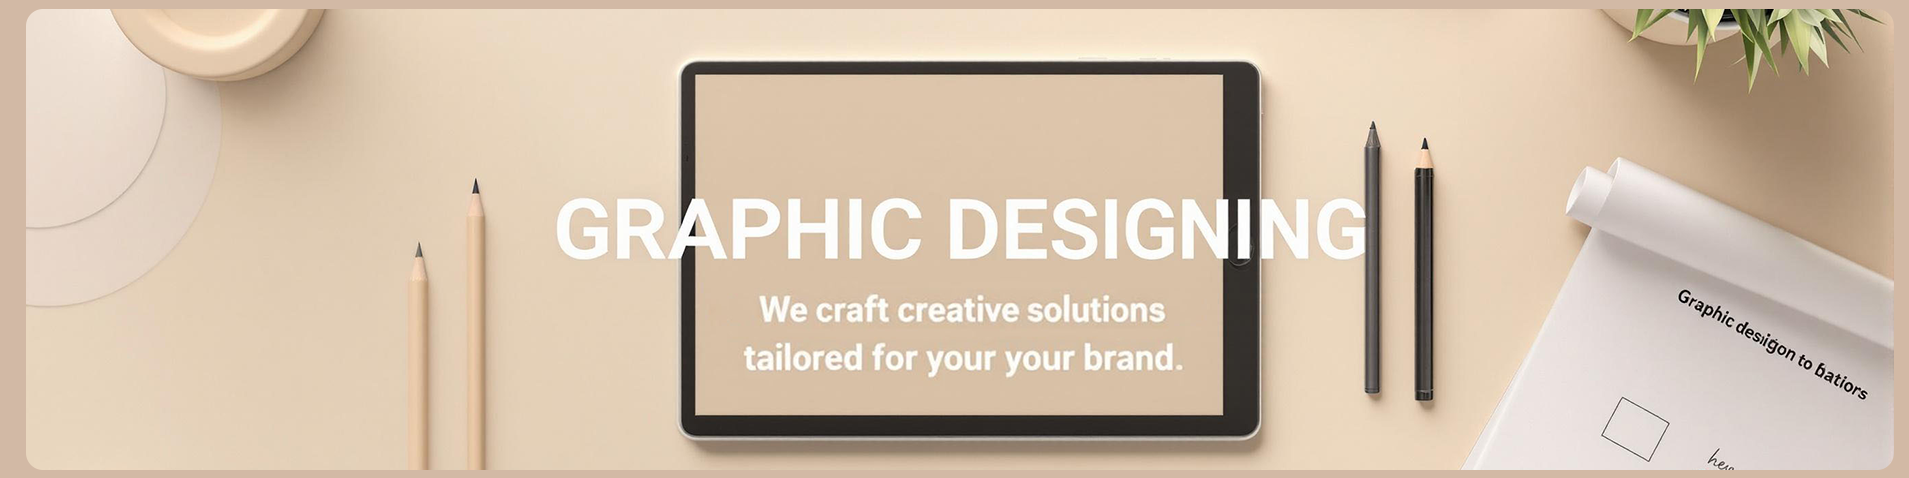 GRAPHIC DESIGNING
We craft creative solutions
tailored for your your brand.
Graphic desiigon to batiors